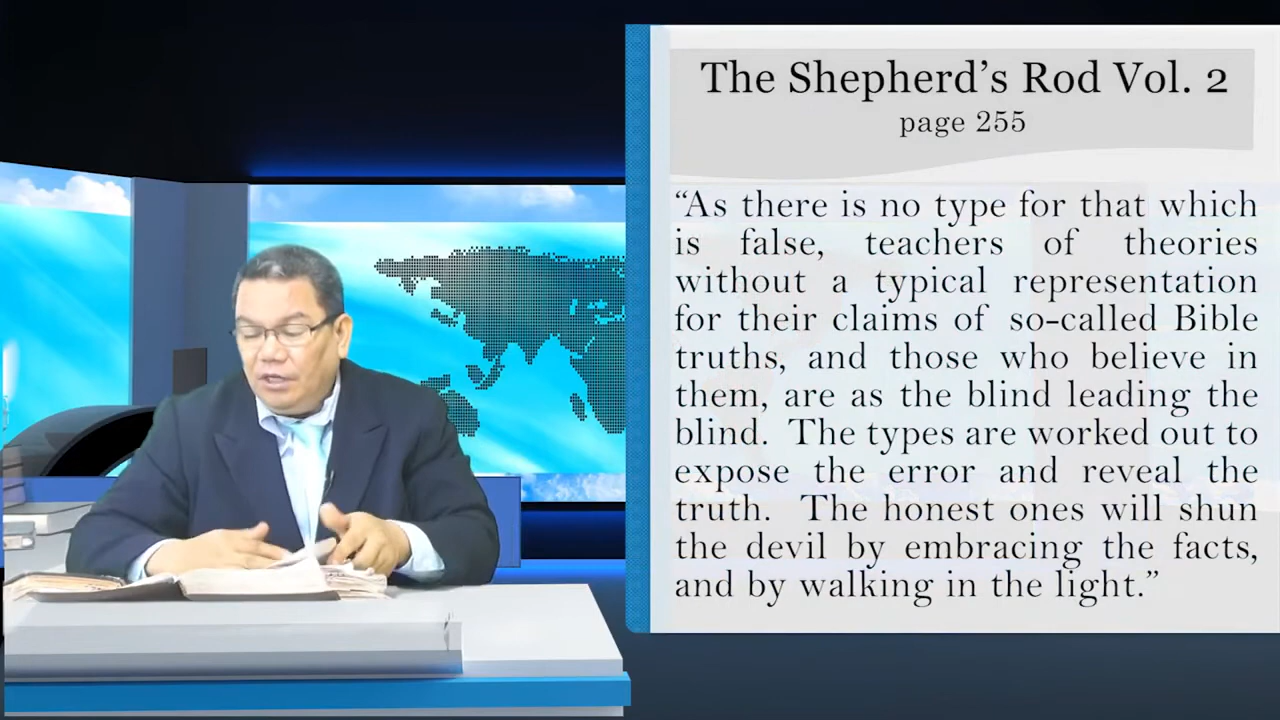 The Shepherd’s Rod Vol. 2
page 255
“As there is no type for that which
is false, teachers of theories
without a typical representation
for their claims of so-called Bible
truths, and those who believe in
them, are as the blind leading the
blind. The types are worked out to
expose the error and reveal the
truth. The honest ones will shun
the devil by embracing the facts,
and by walking in the light.”